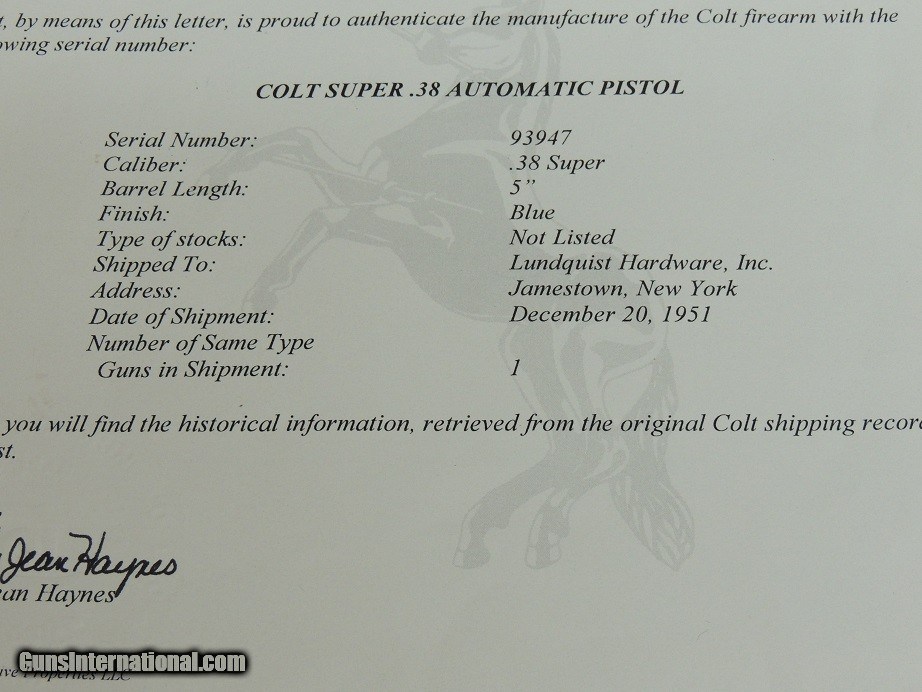 , by means of this letter, is proud to authenticate the manufacture of the Colt firearm with the
owing serial number:
COLT SUPER .38 AUTOMATIC PISTOL
Serial Number: 93947
Caliber: .38 Super
Barrel Length: 5”
Finish: Blue
Type of stocks: Not Listed
Shipped To: Lundquist Hardware, Inc.
Address: Jamestown, New York
Date of Shipment: December 20, 1951
Number of Same Type
Guns in Shipment: 1
you will find the historical information, retrieved from the original Colt shipping recor
st.
Jean Haynes
ean Haynes
GunsInternational.com
Properties LLC